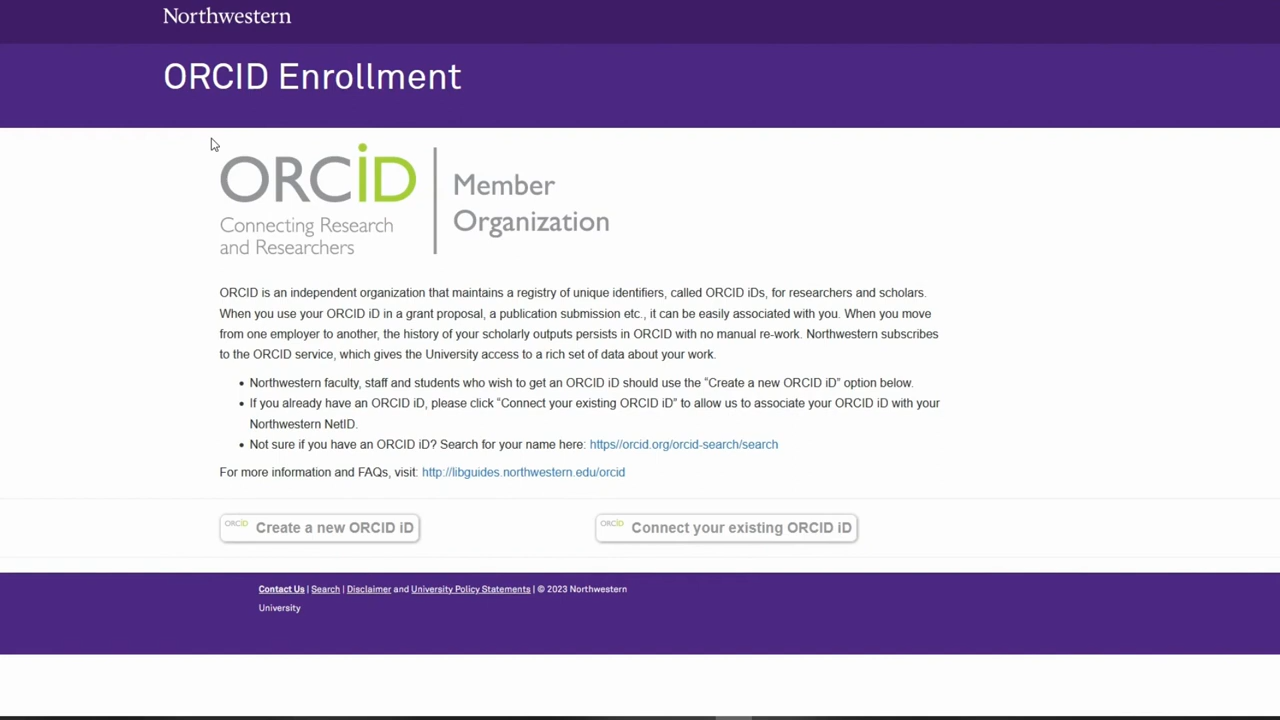 Northwestern
ORCID Enrollment
ORCiD
Connecting Research
and Researchers
Member
Organization
ORCID is an independent organization that maintains a registry of unique identifiers, called ORCID iDs, for researchers and scholars.
When you use your ORCID iD in a grant proposal, a publication submission etc., it can be easily associated with you. When you move
from one employer to another, the history of your scholarly outputs persists in ORCID with no manual re-work. Northwestern subscribes
to the ORCID service, which gives the University access to a rich set of data about your work.
• Northwestern faculty, staff and students who wish to get an ORCID iD should use the “Create a new ORCID iD” option below.
• If you already have an ORCID iD, please click “Connect your existing ORCID iD” to allow us to associate your ORCID iD with your
Northwestern NetID.
• Not sure if you have an ORCID iD? Search for your name here: https//orcid.org/orcid-search/search
For more information and FAQs, visit: http://libguides.northwestern.edu/orcid
ORCiD Create a new ORCID iD
ORCiD Connect your existing ORCID iD
Contact Us | Search | Disclaimer and University Policy Statements | © 2023 Northwestern
University